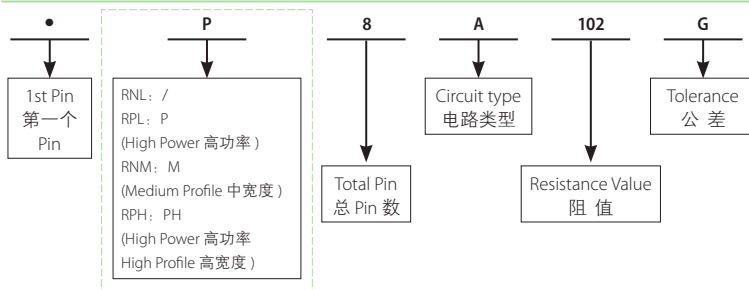 • P 8 A 102 G
1st Pin
第一个
Pin
RNL：/
RPL：P
(High Power 高功率 )
RNM：M
(Medium Profile 中宽度 )
RPH：PH
(High Power 高功率
High Profile 高宽度 )
Total Pin
总 Pin 数
Circuit type
电路类型
Resistance Value
阻 值
Tolerance
公 差